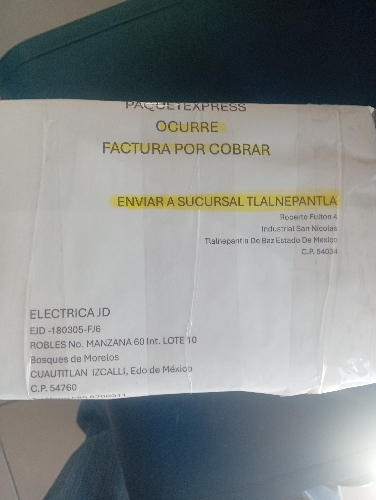 PAQUETEXPRESS
OCURRE
FACTURA POR COBRAR
ENVIAR A SUCURSAL TLALNEPANTLA
Roberto Fulton 4
Industrial San Nicolas
Tlalnepantla De Baz Estado De Mexico
C.P. 54034
ELECTRICA JD
EJD -180305-FJ6
ROBLES No. MANZANA 60 Int. LOTE 10
Bosques de Morelos
CUAUTITLAN IZCALLI, Edo de México
C.P. 54760